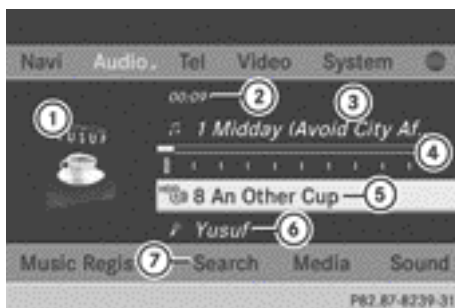 Navi Audio Tel Video System
00:09
1 2 3
1 Midday (Avoid City Af.
4
8 An Other Cup 5
Yusuf 6
Music Regis 7 Search Media Sound
P82.87-8239-31